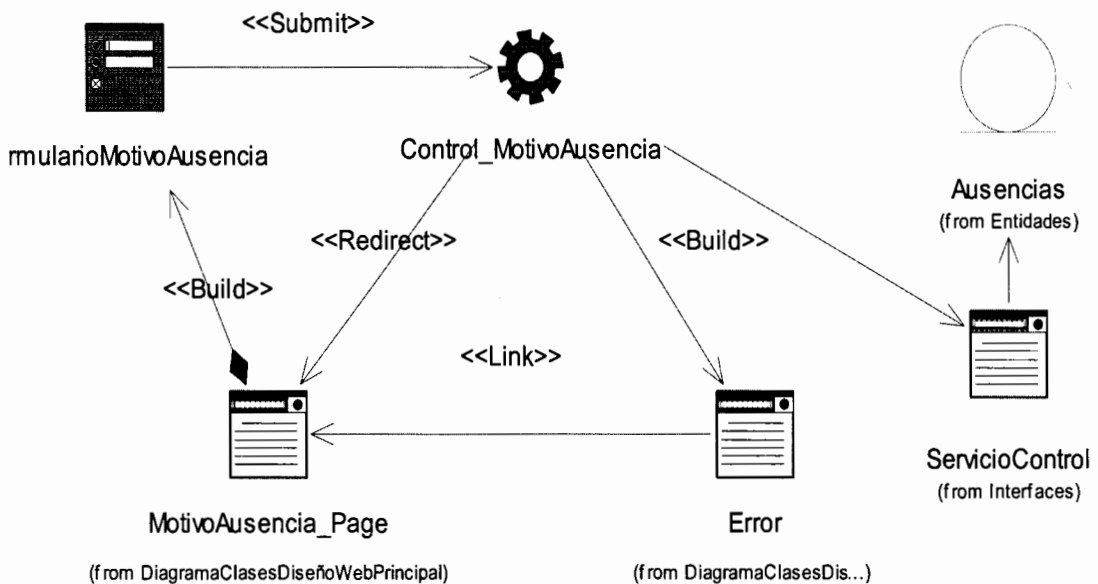 <<Submit>>
rmularioMotivoAusencia
Control_MotivoAusencia
Ausencias
(from Entidades)
<<Redirect>>
<<Build>>
<<Build>>
<<Link>>
ServicioControl
(from Interfaces)
MotivoAusencia_Page
Error
(from DiagramaClasesDiseñoWebPrincipal)
(from DiagramaClasesDis...)